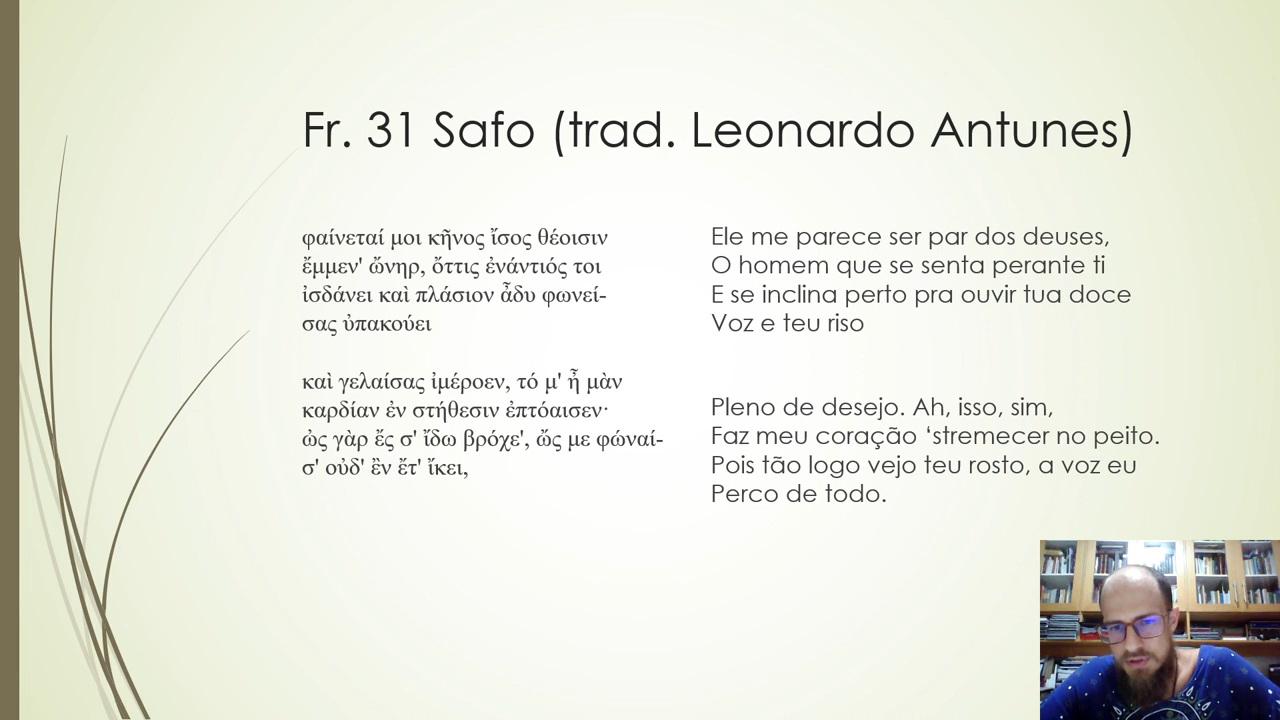 Fr. 31 Safo (trad. Leonardo Antunes)
φαίνεταί μοι κῆνος ἴσος θέοισιν
ἔμμεν' ὤνηρ, ὄττις ἐνάντιός τοι
ἰσδάνει καὶ πλάσιον ἆδυ φωνεί-
σας ὐπακούει
καὶ γελαίσας ἰμέροεν, τό μ' ἦ μὰν
καρδίαν ἐν στήθεσιν ἐπτόαισεν·
ὠς γὰρ ἔς σ' ἴδω βρόχε', ὤς με φώναί-
σ' οὐδ' ἒν ἔτ' ἴκει,
Ele me parece ser par dos deuses,
O homem que se senta perante ti
E se inclina perto pra ouvir tua doce
Voz e teu riso
Pleno de desejo. Ah, isso, sim,
Faz meu coração ‘stremecer no peito.
Pois tão logo vejo teu rosto, a voz eu
Perco de todo.